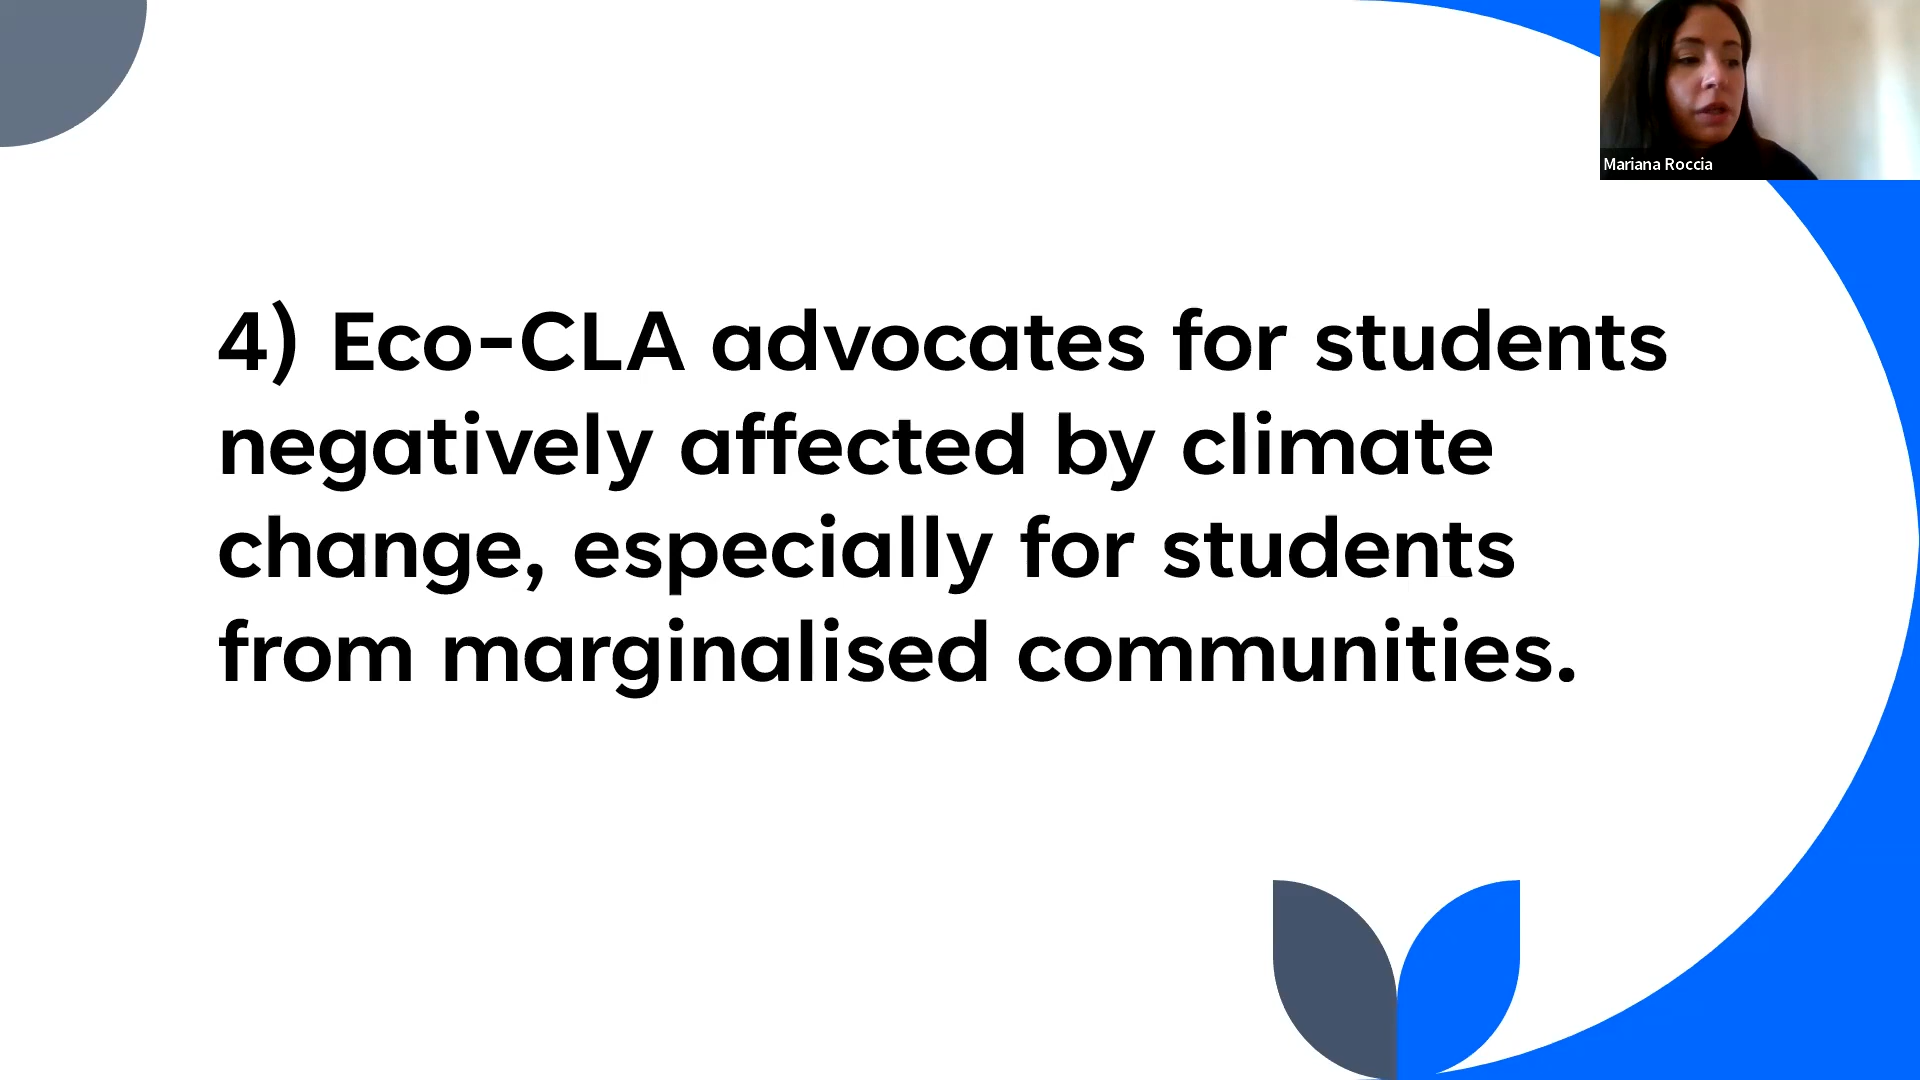 Mariana Roccia
4) Eco-CLA advocates for students
negatively affected by climate
change, especially for students
from marginalised communities.